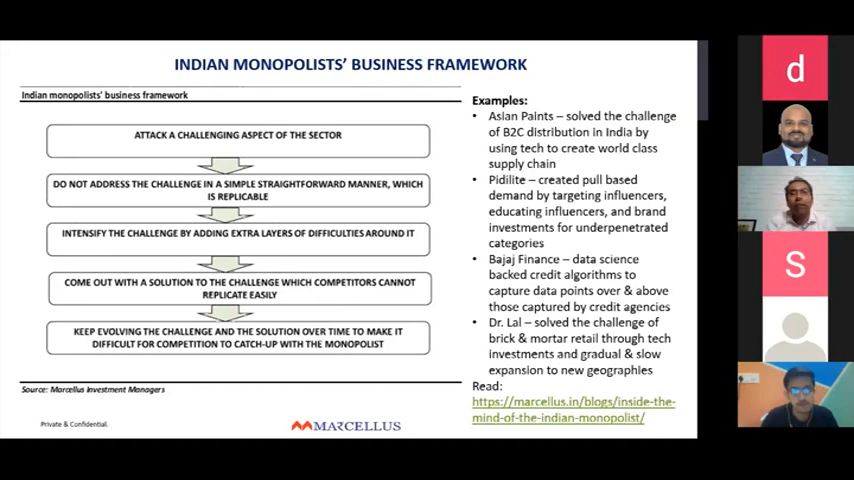 INDIAN MONOPOLISTS' BUSINESS FRAMEWORK
Indian monopolists' business framework
ATTACK A CHALLENGING ASPECT OF THE SECTOR
DO NOT ADDRESS THE CHALLENGE IN A SIMPLE STRAIGHTFORWARD MANNER, WHICH
IS REPLICABLE
INTENSIFY THE CHALLENGE BY ADDING EXTRA LAYERS OF DIFFICULTIES AROUND IT
COME OUT WITH A SOLUTION TO THE CHALLENGE WHICH COMPETITORS CANNOT
REPLICATE EASILY
KEEP EVOLVING THE CHALLENGE AND THE SOLUTION OVER TIME TO MAKE IT
DIFFICULT FOR COMPETITION TO CATCH-UP WITH THE MONOPOLIST
Source: Marcellus Investment Managers
Examples:
• Asian Paints – solved the challenge
of B2C distribution in India by
using tech to create world class
supply chain
• Pidilite – created pull based
demand by targeting influencers,
educating influencers, and brand
investments for underpenetrated
categories
• Bajaj Finance – data science
backed credit algorithms to
capture data points over & above
those captured by credit agencies
• Dr. Lal – solved the challenge of
brick & mortar retail through tech
investments and gradual & slow
expansion to new geographies
Read:
https://marcellus.in/blogs/inside-the-
mind-of-the-indian-monopolist/
Private & Confidential.
MARCELLUS
d
S